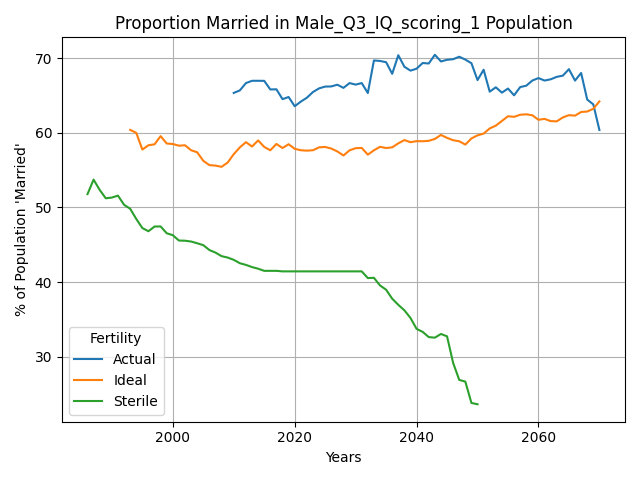 Proportion Married in Male_Q3_IQ_scoring_1 Population
% of Population 'Married'
70
60
50
40
30
Fertility
Actual
Ideal
Sterile
2000
2020
2040
2060
Years